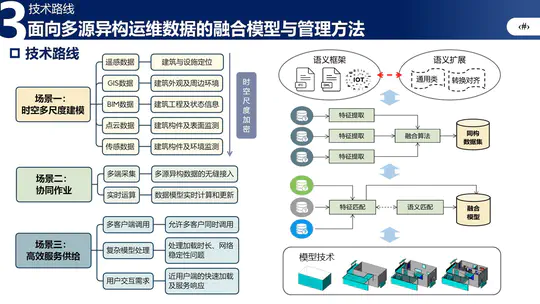 3
技术路线
面向多源异构运维数据的融合模型与管理方法
‹#›
技术路线
场景一：
时空多尺度建模
遥感数据
建筑与设施定位
GIS数据
建筑外观及周边环境
BIM数据
建筑工程及状态信息
点云数据
建筑构件及表面监测
传感数据
建筑构件及环境监测
时空尺度加密
场景二：
协同作业
多端采集
多源异构数据的无缝接入
实时运算
数据模型实时计算和更新
场景三：
高效服务供给
多客户端调用
允许多客户同时调用
复杂模型处理
处理加载时长、网络
稳定性问题
用户交互需求
近用户端的快速加载
及服务响应
语义框架
IOT
语义扩展
通用类
转换对齐
特征提取
特征提取
特征提取
融合算法
同构
数据集
特征匹配
语义匹配
融合
模型
模型技术